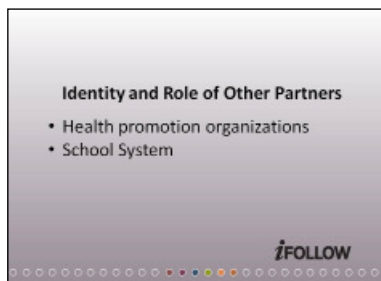 Identity and Role of Other Partners
• Health promotion organizations
• School System
iFOLLOW